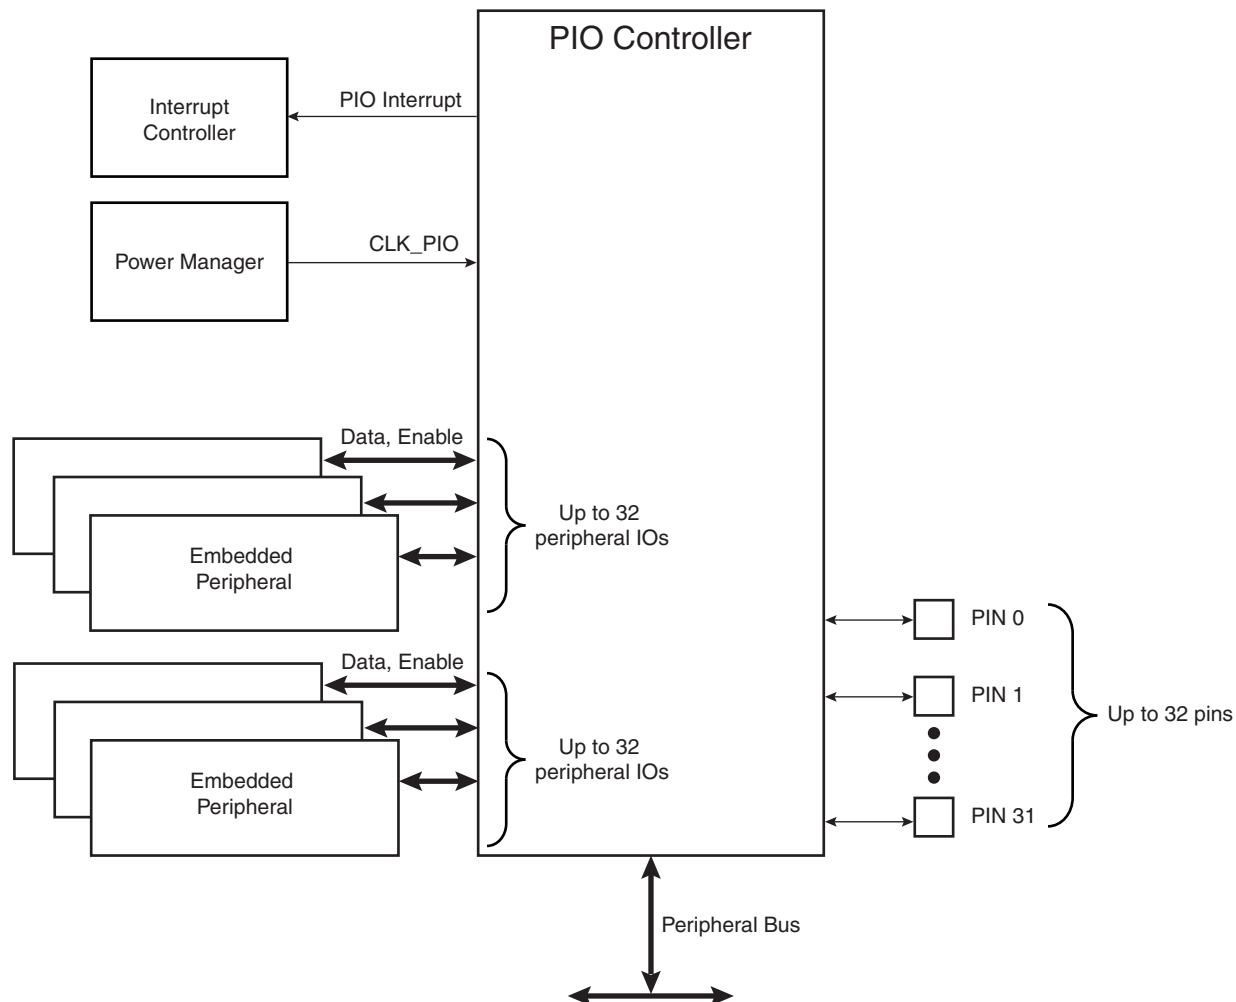 PIO Controller
PIO Interrupt
Interrupt
Controller
CLK_PIO
Power Manager
Data, Enable
Up to 32
peripheral IOs
Embedded
Peripheral
PIN 0
Data, Enable
PIN 1
Up to 32 pins
Up to 32
peripheral IOs
Embedded
Peripheral
PIN 31
Peripheral Bus